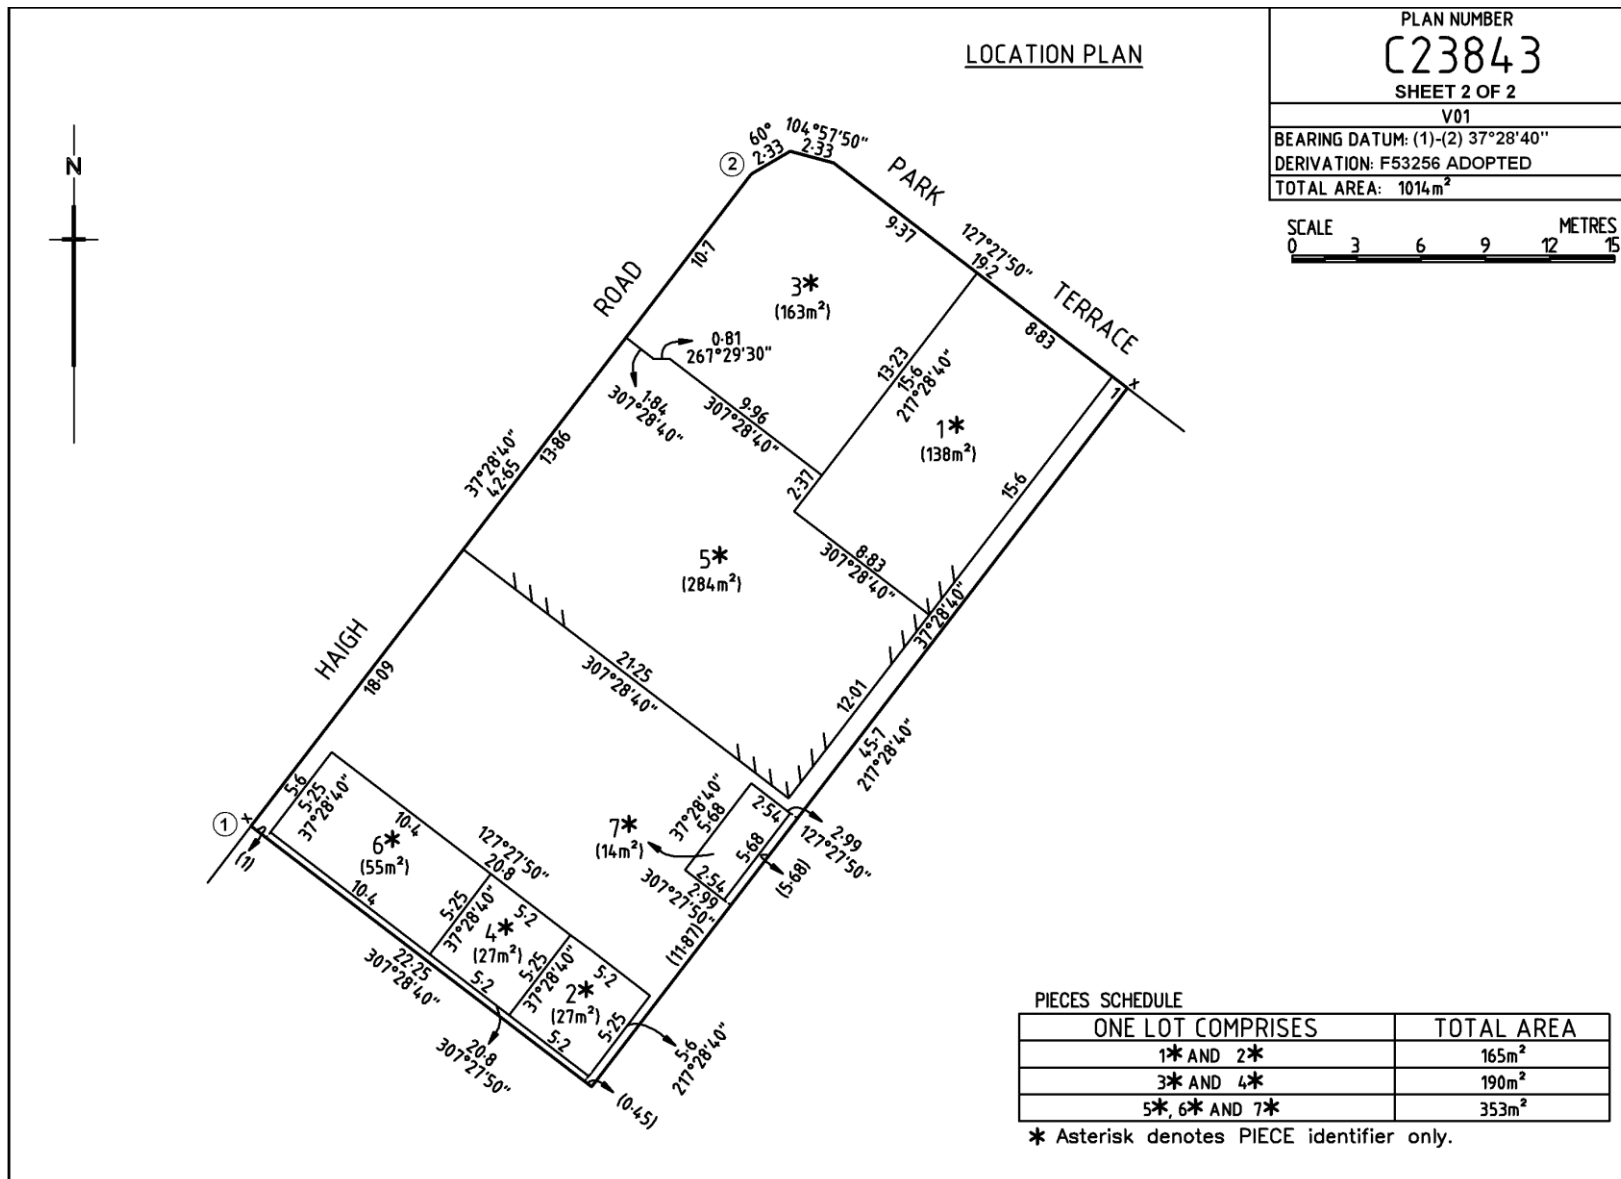 LOCATION PLAN
PLAN NUMBER
C23843
SHEET 2 OF 2
V01
BEARING DATUM: (1)-(2) 37°28'40''
DERIVATION: F53256 ADOPTED
TOTAL AREA: 1014m²
SCALE METRES
0 3 6 9 12 15
N
60°
2·33
104°57'50"
2·33
2
PARK
9·37
127°27'50"
19·2
TERRACE
8·83
x
1
10·7
ROAD
3*
(163m²)
0·81
267°29'30"
1·84
307°28'40"
9·96
307°28'40"
13·23
15·6
217°28'40"
1*
(138m²)
2·37
15·6
37°28'40"
42·65
13·86
8·83
307°28'40"
37°28'40"
5*
(284m²)
HAIGH
18·09
21·25
307°28'40"
12·01
45·7
217°28'40"
1
x
(1)
5·6
5·25
37°28'40"
10·4
6*
(55m²)
10·4
127°27'50"
20·8
7*
(14m²)
37°28'40"
5·68
2·54
5·68
2·54
2·99
307°27'50"
2·99
127°27'50"
(5·68)
(11·87)
5·25
37°28'40"
5·2
4*
(27m²)
5·2
5·25
37°28'40"
5·2
2*
(27m²)
5·2
5·25
22·25
307°28'40"
20·8
307°27'50"
5·6
217°28'40"
(0·45)
PIECES SCHEDULE
ONE LOT COMPRISES TOTAL AREA
1* AND 2* 165m²
3* AND 4* 190m²
5*, 6* AND 7* 353m²
* Asterisk denotes PIECE identifier only.